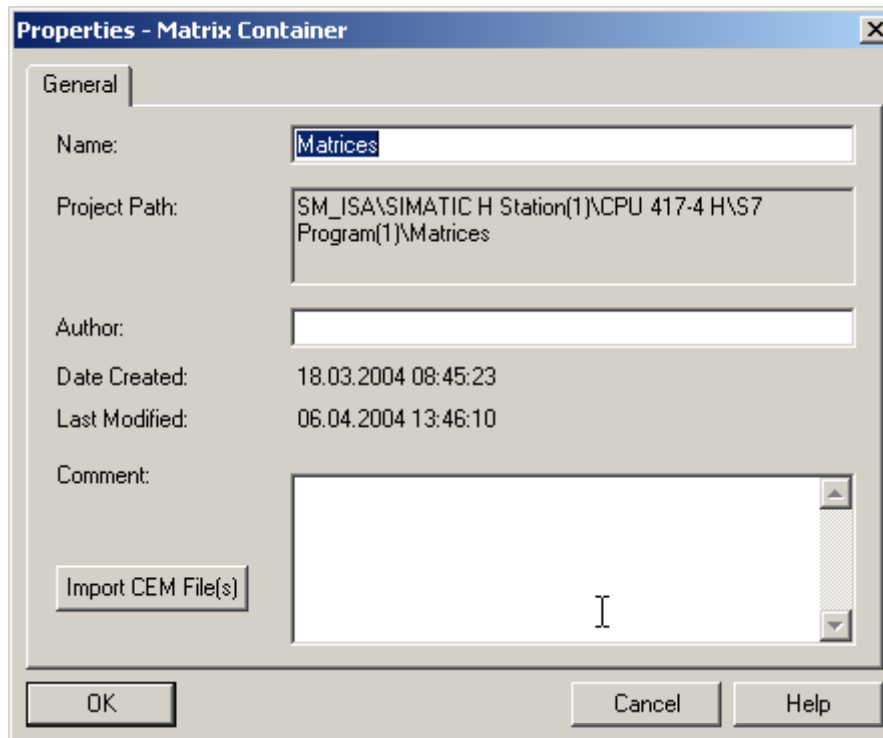 Properties - Matrix Container
General
Name: Matrices
Project Path: SM_ISA\SIMATIC H Station(1)\CPU 417-4 H\S7
Program(1)\Matrices
Author:
Date Created: 18.03.2004 08:45:23
Last Modified: 06.04.2004 13:46:10
Comment:
Import CEM File(s)
OK Cancel Help